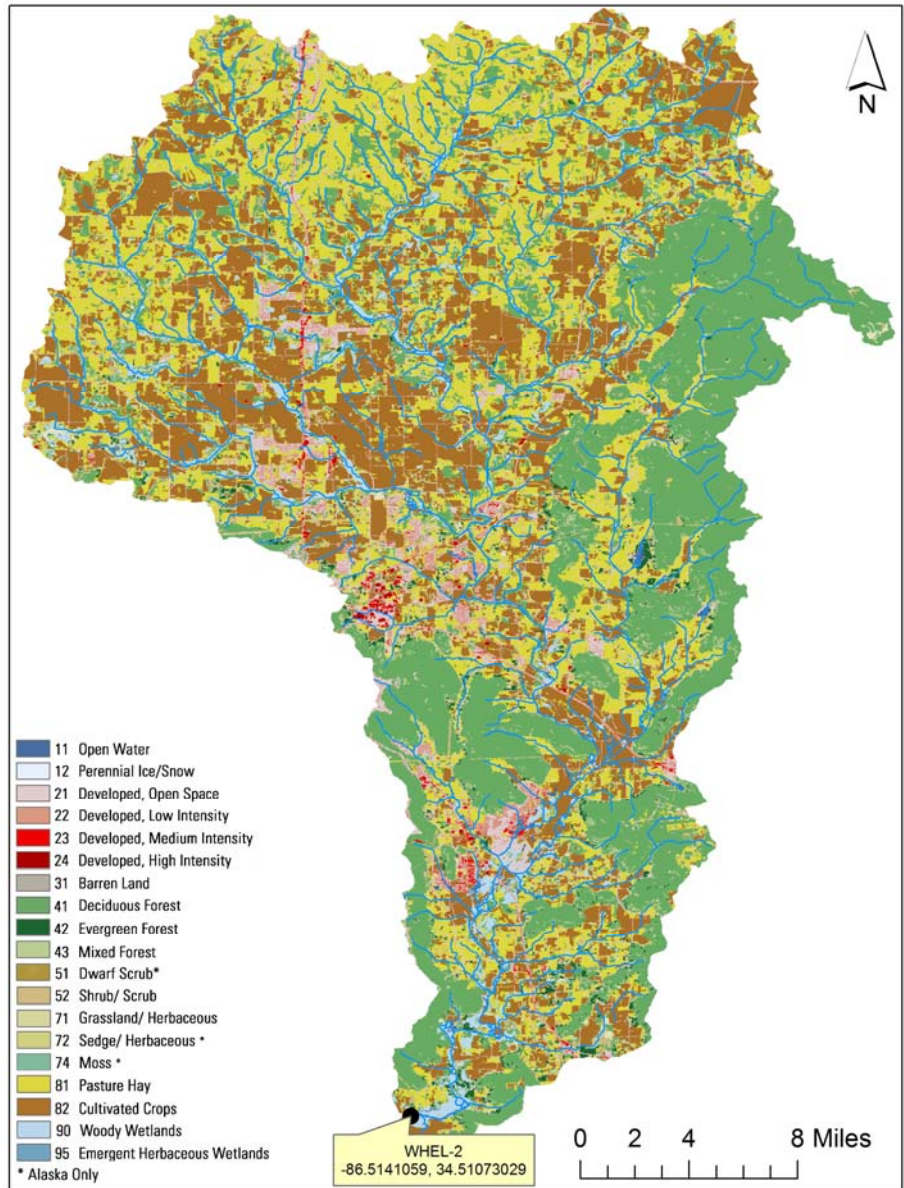 N
11 Open Water
12 Perennial Ice/Snow
21 Developed, Open Space
22 Developed, Low Intensity
23 Developed, Medium Intensity
24 Developed, High Intensity
31 Barren Land
41 Deciduous Forest
42 Evergreen Forest
43 Mixed Forest
51 Dwarf Scrub*
52 Shrub/ Scrub
71 Grassland/ Herbaceous
72 Sedge/ Herbaceous *
74 Moss *
81 Pasture Hay
82 Cultivated Crops
90 Woody Wetlands
95 Emergent Herbaceous Wetlands
* Alaska Only
WHEL-2
-86.5141059, 34.51073029
0 2 4 8 Miles